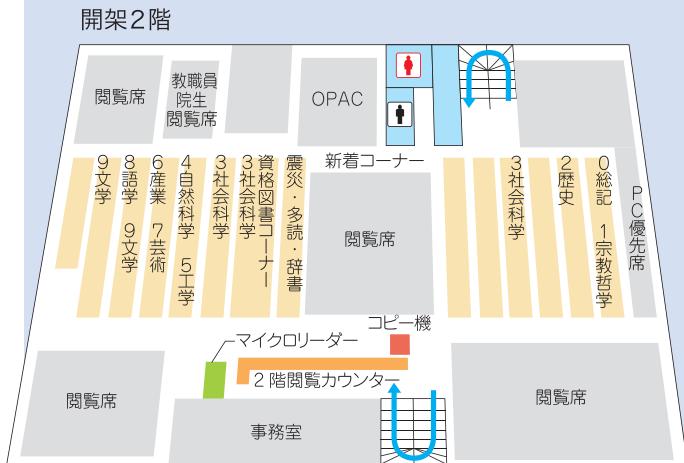 開架2階
閲覧席
教職員
院生
閲覧席
OPAC
新着コーナー
9文学
8語学 9文学
6産業 7芸術
4自然科学 5工学
3社会科学
3社会科学
資格図書コーナー
震災・多読・辞書
閲覧席
3社会科学
2歴史
0総記 1宗教哲学
PC優先席
コピー機
マイクロリーダー
2階閲覧カウンター
閲覧席
事務室
閲覧席